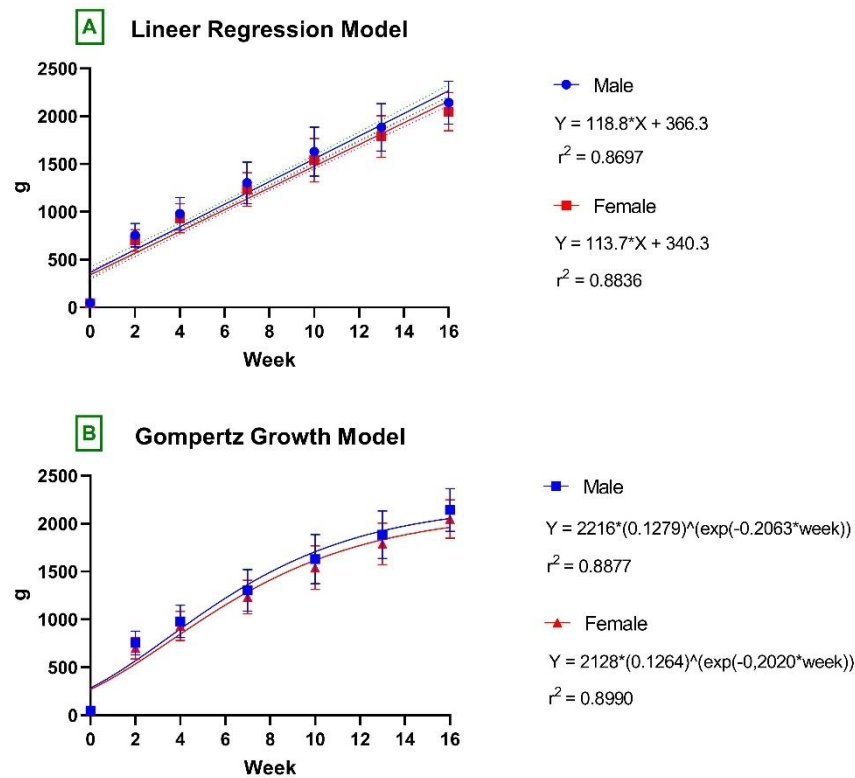 A Lineer Regression Model
2500
2000
1500
1000
500
0
g
0 2 4 6 8 10 12 14 16
Week
Male
Y = 118.8*X + 366.3
r² = 0.8697
Female
Y = 113.7*X + 340.3
r² = 0.8836
B Gompertz Growth Model
2500
2000
1500
1000
500
0
g
0 2 4 6 8 10 12 14 16
Week
Male
Y = 2216*(0.1279)^(exp(-0.2063*week))
r² = 0.8877
Female
Y = 2128*(0.1264)^(exp(-0,2020*week))
r² = 0.8990